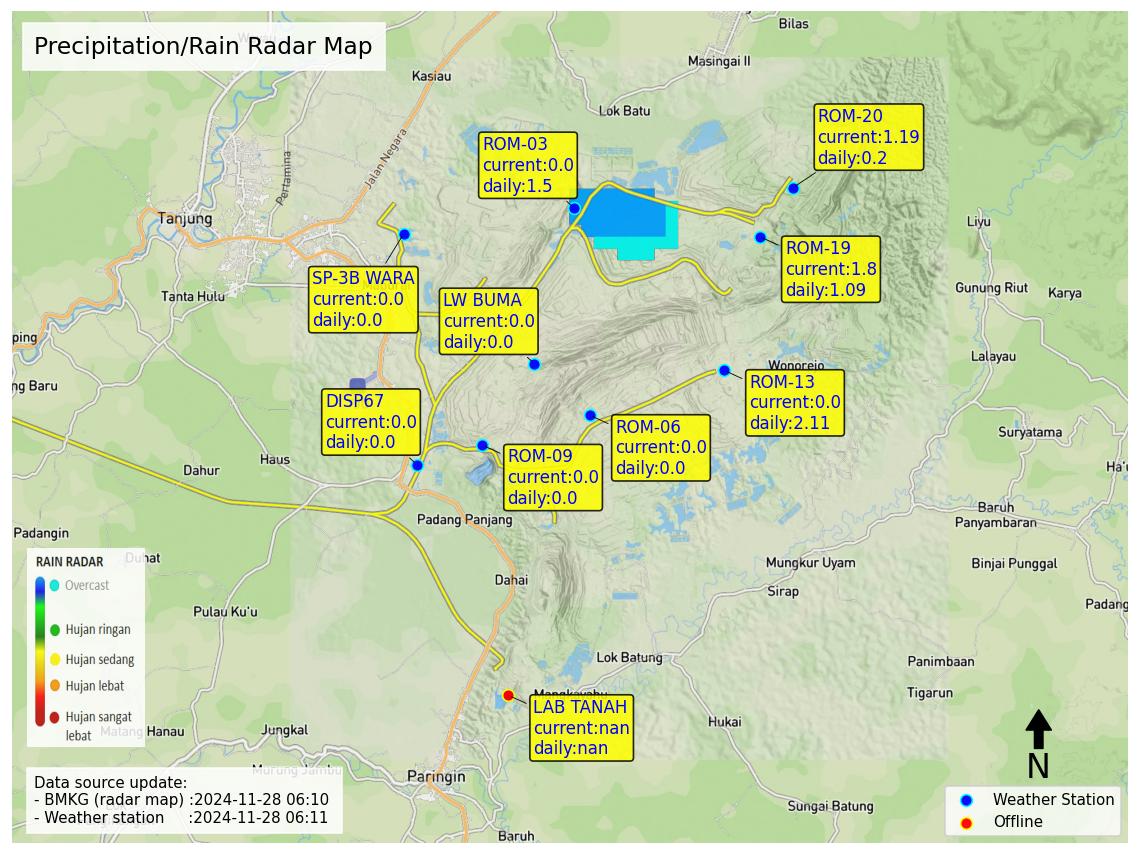 Precipitation/Rain Radar Map
Bilas
Masingai II
Kasiau
Lok Batu
Jalan Negara
Pertamina
Tanjung
Tanta Hulu
ROM-03
current:0.0
daily:1.5
ROM-20
current:1.19
daily:0.2
ROM-19
current:1.8
daily:1.09
SP-3B WARA
current:0.0
daily:0.0
LW BUMA
current:0.0
daily:0.0
Liyu
Gunung Riut
Karya
Lalayau
ping
ng Baru
Wonorejo
ROM-13
current:0.0
daily:2.11
DISP67
current:0.0
daily:0.0
ROM-06
current:0.0
daily:0.0
ROM-09
current:0.0
daily:0.0
Suryatama
Ha'u
Haus
Dahur
Padangin
Duhat
Padang Panjang
Baruh
Panyambaran
Mungkur Uyam
Binjai Punggal
Dahai
Sirap
Padang
Pulau Ku'u
RAIN RADAR
Overcast
Hujan ringan
Hujan sedang
Hujan lebat
Hujan sangat
lebat
Lok Batung
Panimbaan
Tigarun
Mangkayahu
LAB TANAH
current:nan
daily:nan
Hukai
Matang Hanau
Jungkal
Murung Jambu
Paringin
Sungai Batung
Baruh
Data source update:
- BMKG (radar map) :2024-11-28 06:10
- Weather station :2024-11-28 06:11
N
Weather Station
Offline